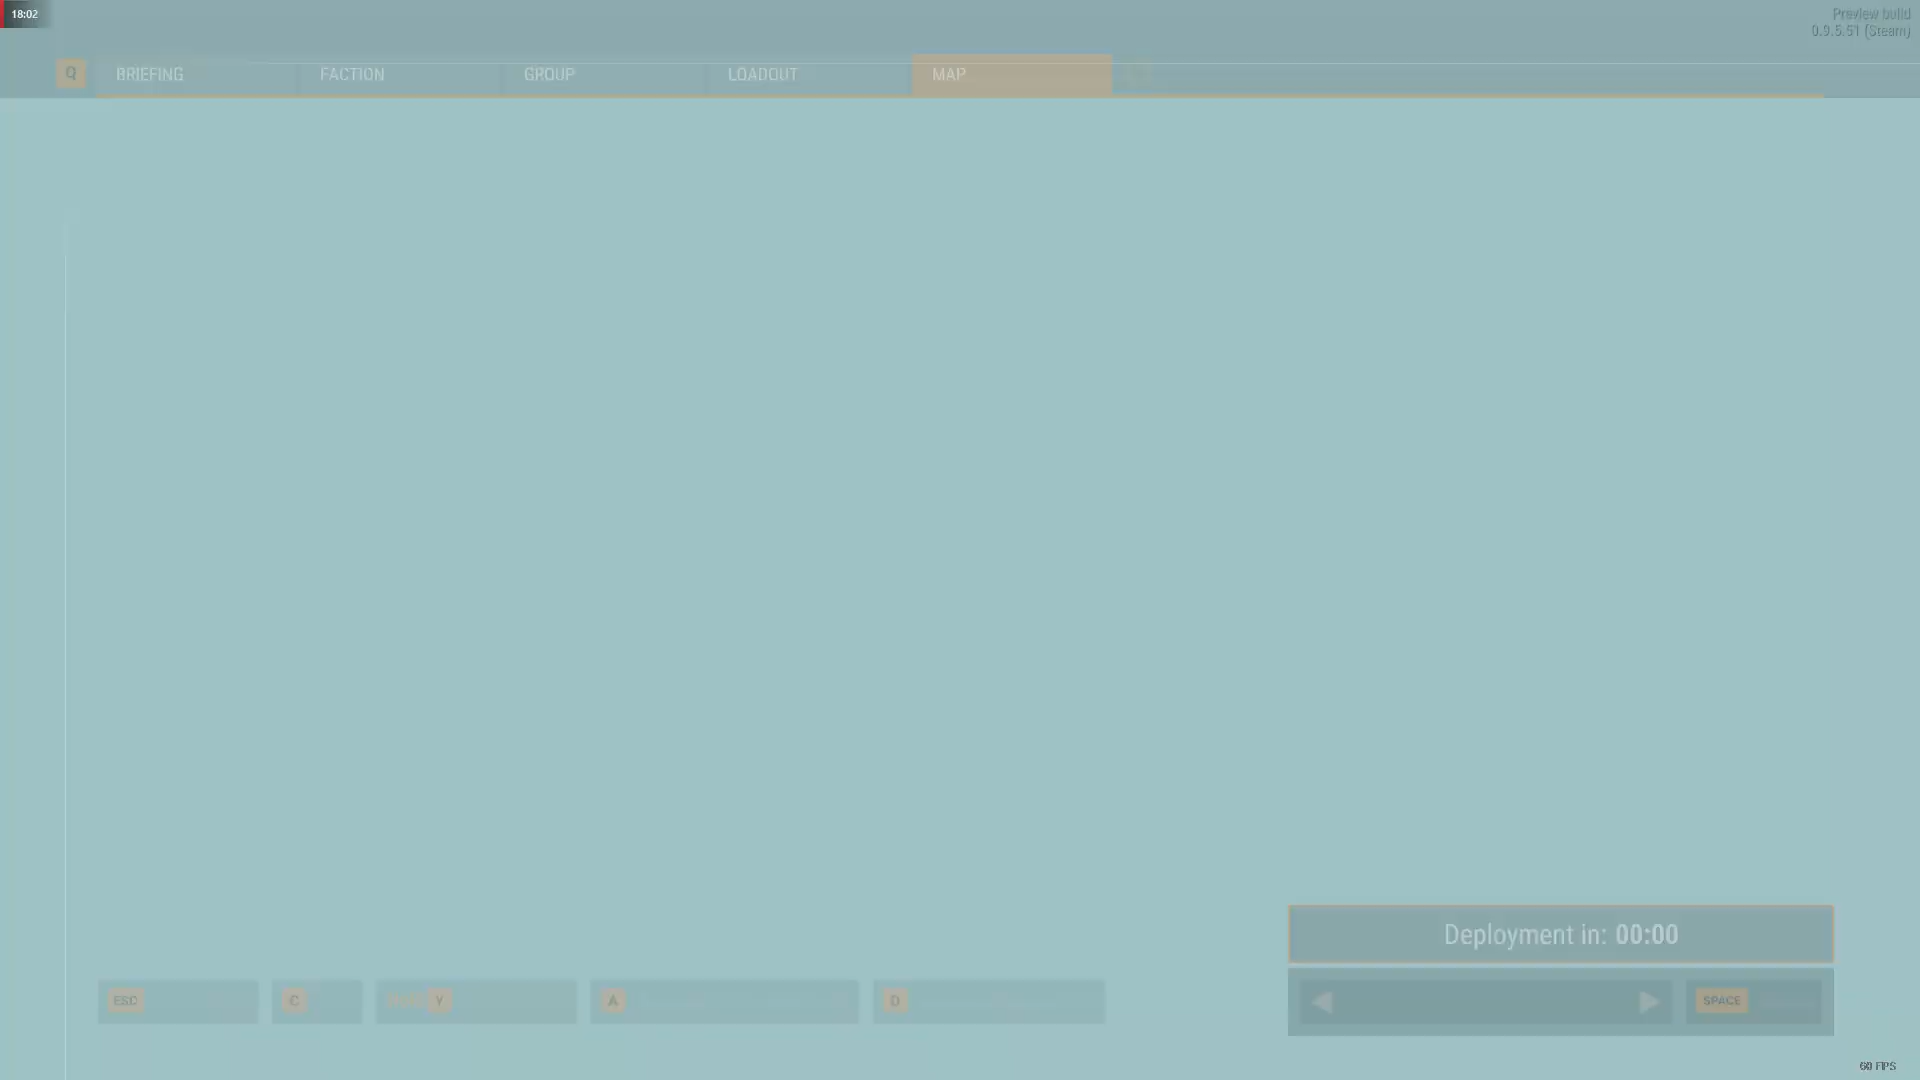 18:02
Preview build
0.9.5.51 (Steam)
Q BRIEFING FACTION GROUP LOADOUT MAP
Deployment in: 00:00
ESC C Y A D
SPACE
60 FPS